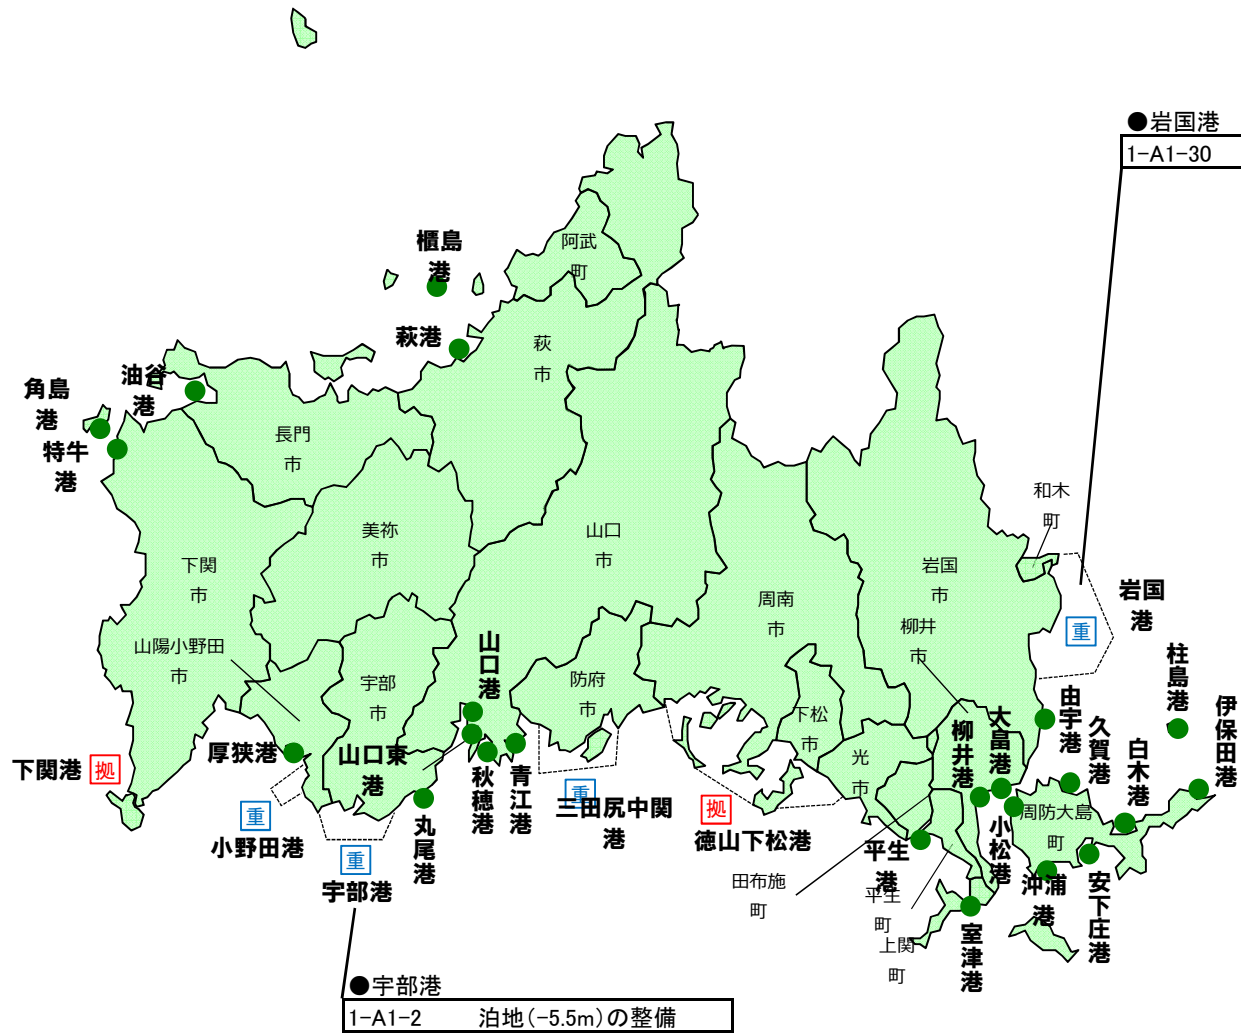 ●岩国港
1-A1-30
阿武
町
櫃島
港
萩港
萩
市
油谷
港
角島
港
特牛
港
長門
市
和木
町
美祢
市
山口
市
下関
市
岩国
市
周南
市
岩国
港
重
柳井
市
山陽小野田
市
山口港
宇部
市
防府
市
下松
市
柱島港
由宇港
伊保田港
大畠港
柳井港
久賀港
白木港
厚狭港
山口東
港
光
市
下関港
拠
秋穂港
青江港
重
三田尻中関
港
拠
徳山下松港
重
小野田港
丸尾港
小松港
周防大島
町
平生
港
重
宇部港
田布施
町
平生
町
沖浦
港
安下庄港
室津港
上関
町
●宇部港
1-A1-2 泊地(-5.5m)の整備